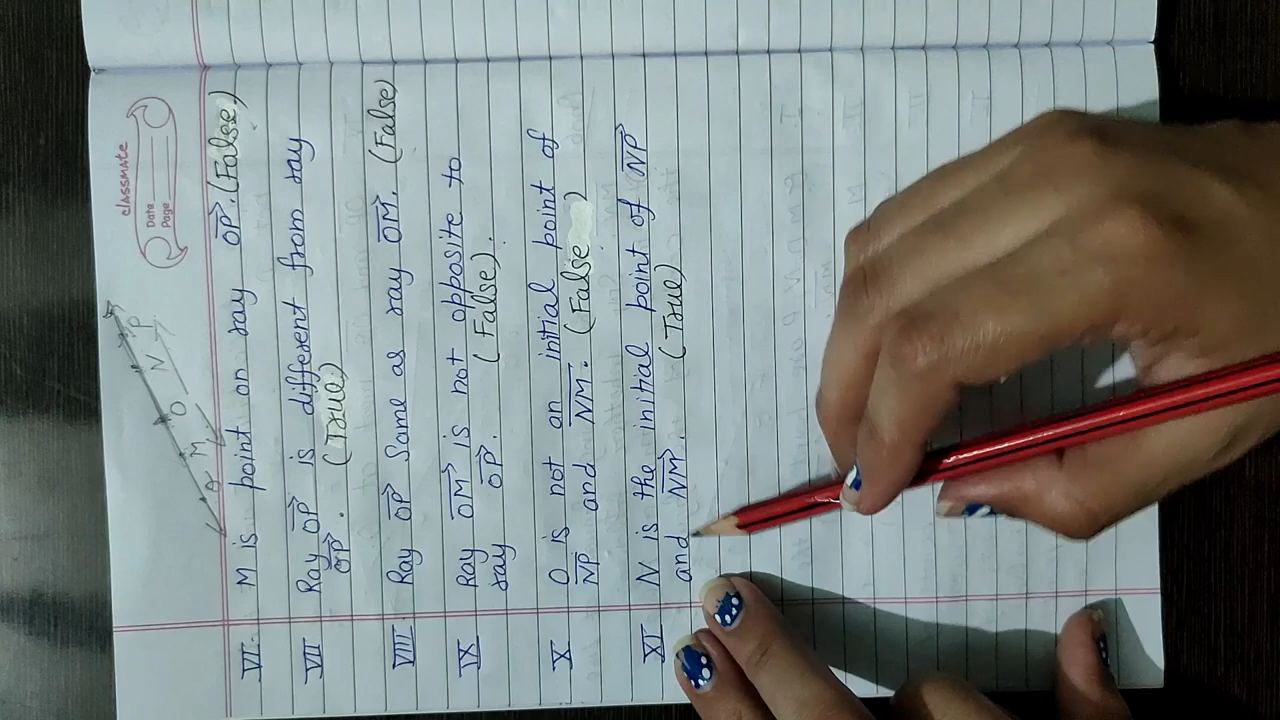 classmate
Date
Page
A M O N P
VI. M is point on ray OP. (False)
VII Ray OP is different from ray
OP. (True)
VIII Ray OP Same as ray OM. (False)
IX Ray OM is not opposite to
ray OP. (False).
X O is not an initial point of
NP and NM. (False)
XI N is the initial point of NP
and NM. (True)